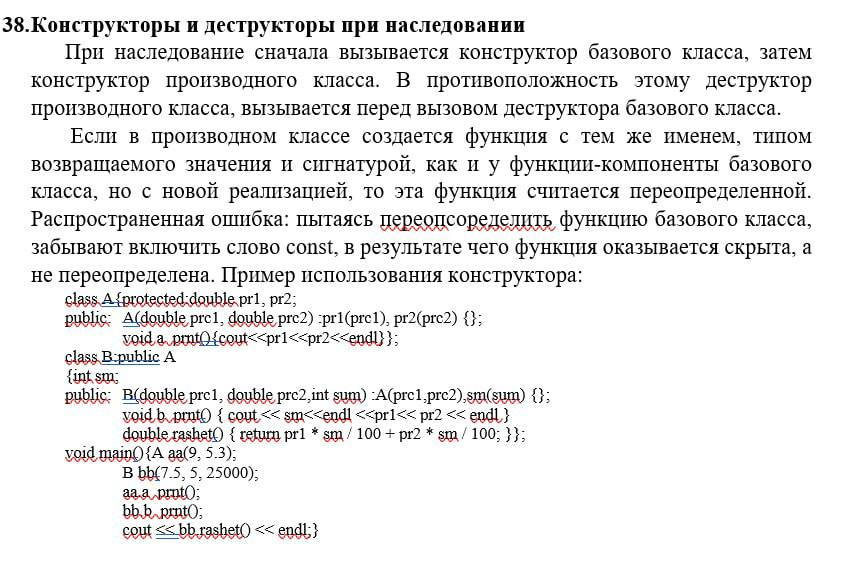 38.Конструкторы и деструкторы при наследовании
При наследование сначала вызывается конструктор базового класса, затем
конструктор производного класса. В противоположность этому деструктор
производного класса, вызывается перед вызовом деструктора базового класса.
Если в производном классе создается функция с тем же именем, типом
возвращаемого значения и сигнатурой, как и у функции-компоненты базового
класса, но с новой реализацией, то эта функция считается переопределенной.
Распространенная ошибка: пытаясь переопсоределить функцию базового класса,
забывают включить слово const, в результате чего функция оказывается скрыта, а
не переопределена. Пример использования конструктора:
class A{protected:double pr1, pr2;
public: A(double prc1, double prc2) :pr1(prc1), pr2(prc2) {};
void a_prnt(){cout<<pr1<<pr2<<endl}};
class B:public A
{int sm;
public: B(double prc1, double prc2,int sum) :A(prc1,prc2),sm(sum) {};
void b_prnt() { cout << sm<<endl <<pr1<< pr2 << endl }
double rashet() { return pr1 * sm / 100 + pr2 * sm / 100; }};
void main(){A aa(9, 5.3);
B bb(7.5, 5, 25000);
aa.a_prnt();
bb.b_prnt();
cout << bb.rashet() << endl;}